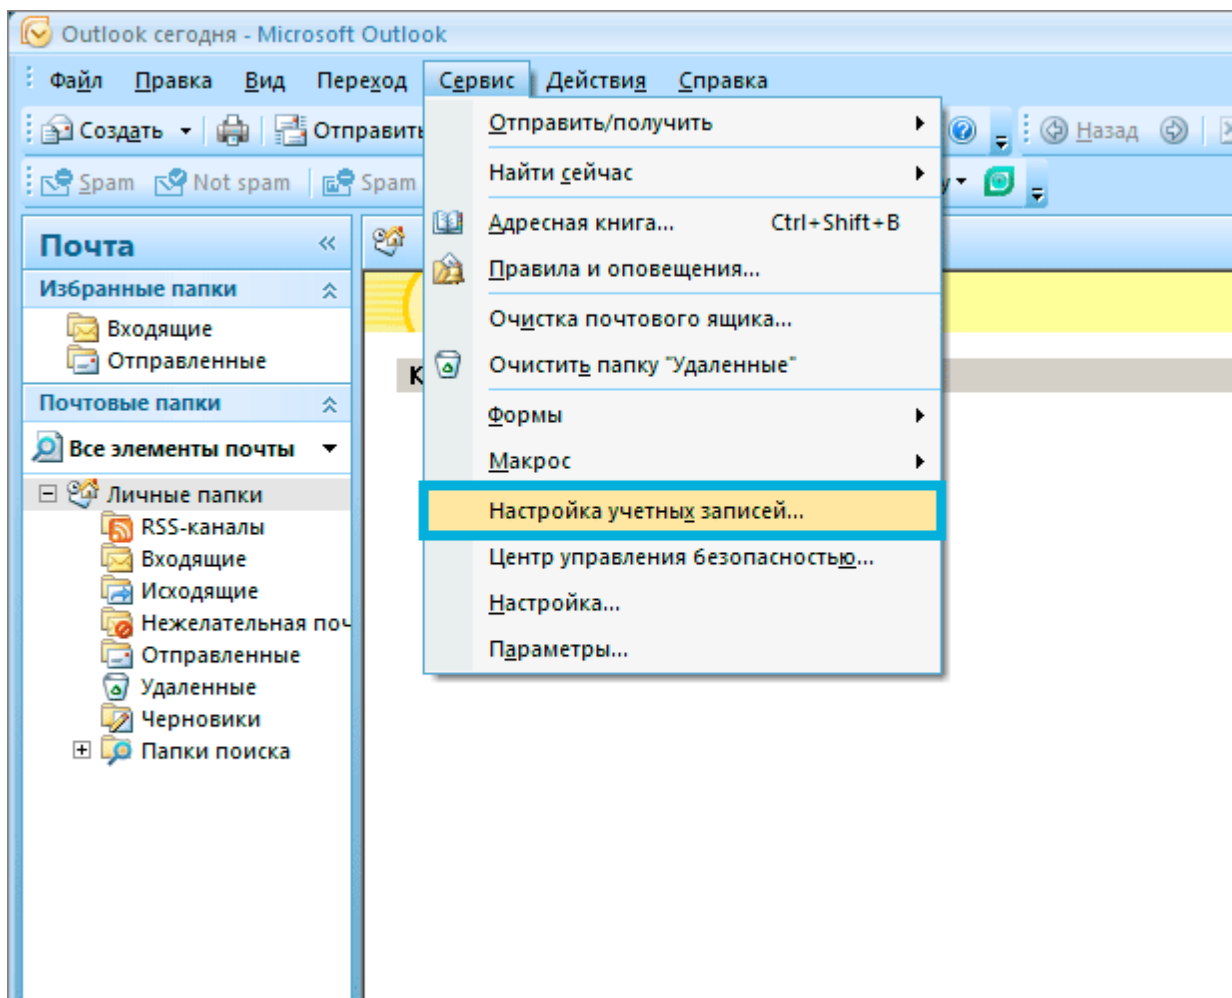 Outlook сегодня - Microsoft Outlook
Файл Правка Вид Переход Сервис Действия Справка
Создать Отправить Назад
Spam Not spam Spam
Почта
Избранные папки
Входящие
Отправленные
Почтовые папки
Все элементы почты
Личные папки
RSS-каналы
Входящие
Исходящие
Нежелательная поч
Отправленные
Удаленные
Черновики
Папки поиска
Отправить/получить
Найти сейчас
Адресная книга... Ctrl+Shift+B
Правила и оповещения...
Очистка почтового ящика...
Очистить папку "Удаленные"
Формы
Макрос
Настройка учетных записей...
Центр управления безопасностью...
Настройка...
Параметры...